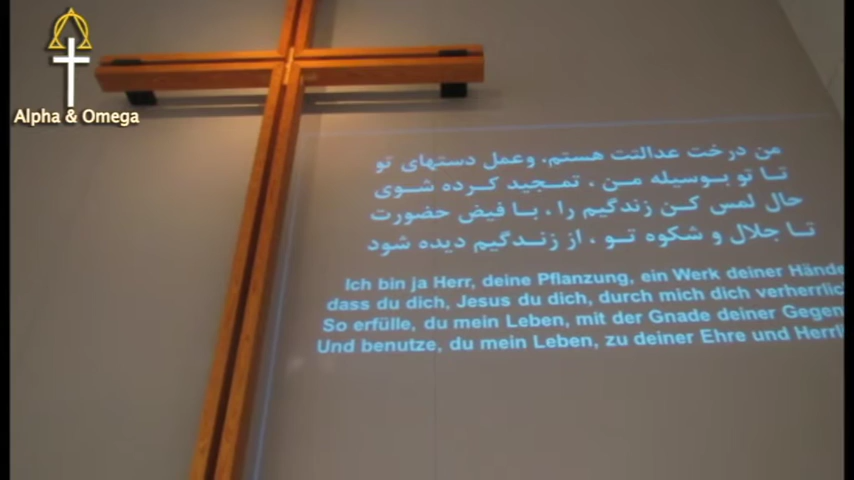 Alpha & Omega
من درخت عدالتت هستم. وعمل دستهای تو
تا تو بوسیله من ، تمجید کرده شوی
حال لمس کن زندگیم را ، با فیض حضورت
تا جلال و شکوه تو ، از زندگیم دیده شود
Ich bin ja Herr, deine Pflanzung, ein Werk deiner Hände
dass du dich, Jesus du dich, durch mich dich verherrlic
So erfülle, du mein Leben, mit der Gnade deiner Gegen
Und benutze, du mein Leben, zu deiner Ehre und Herrli